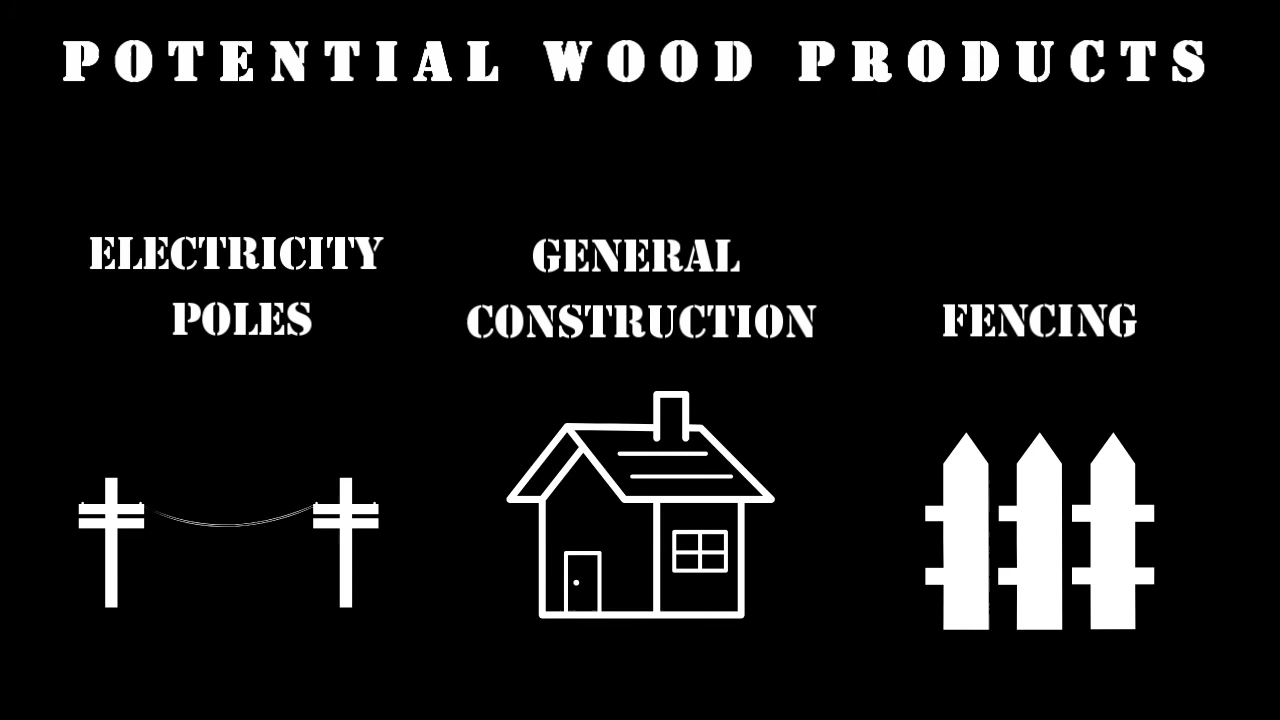 POTENTIAL WOOD PRODUCTS
ELECTRICITY
POLES
GENERAL
CONSTRUCTION
FENCING